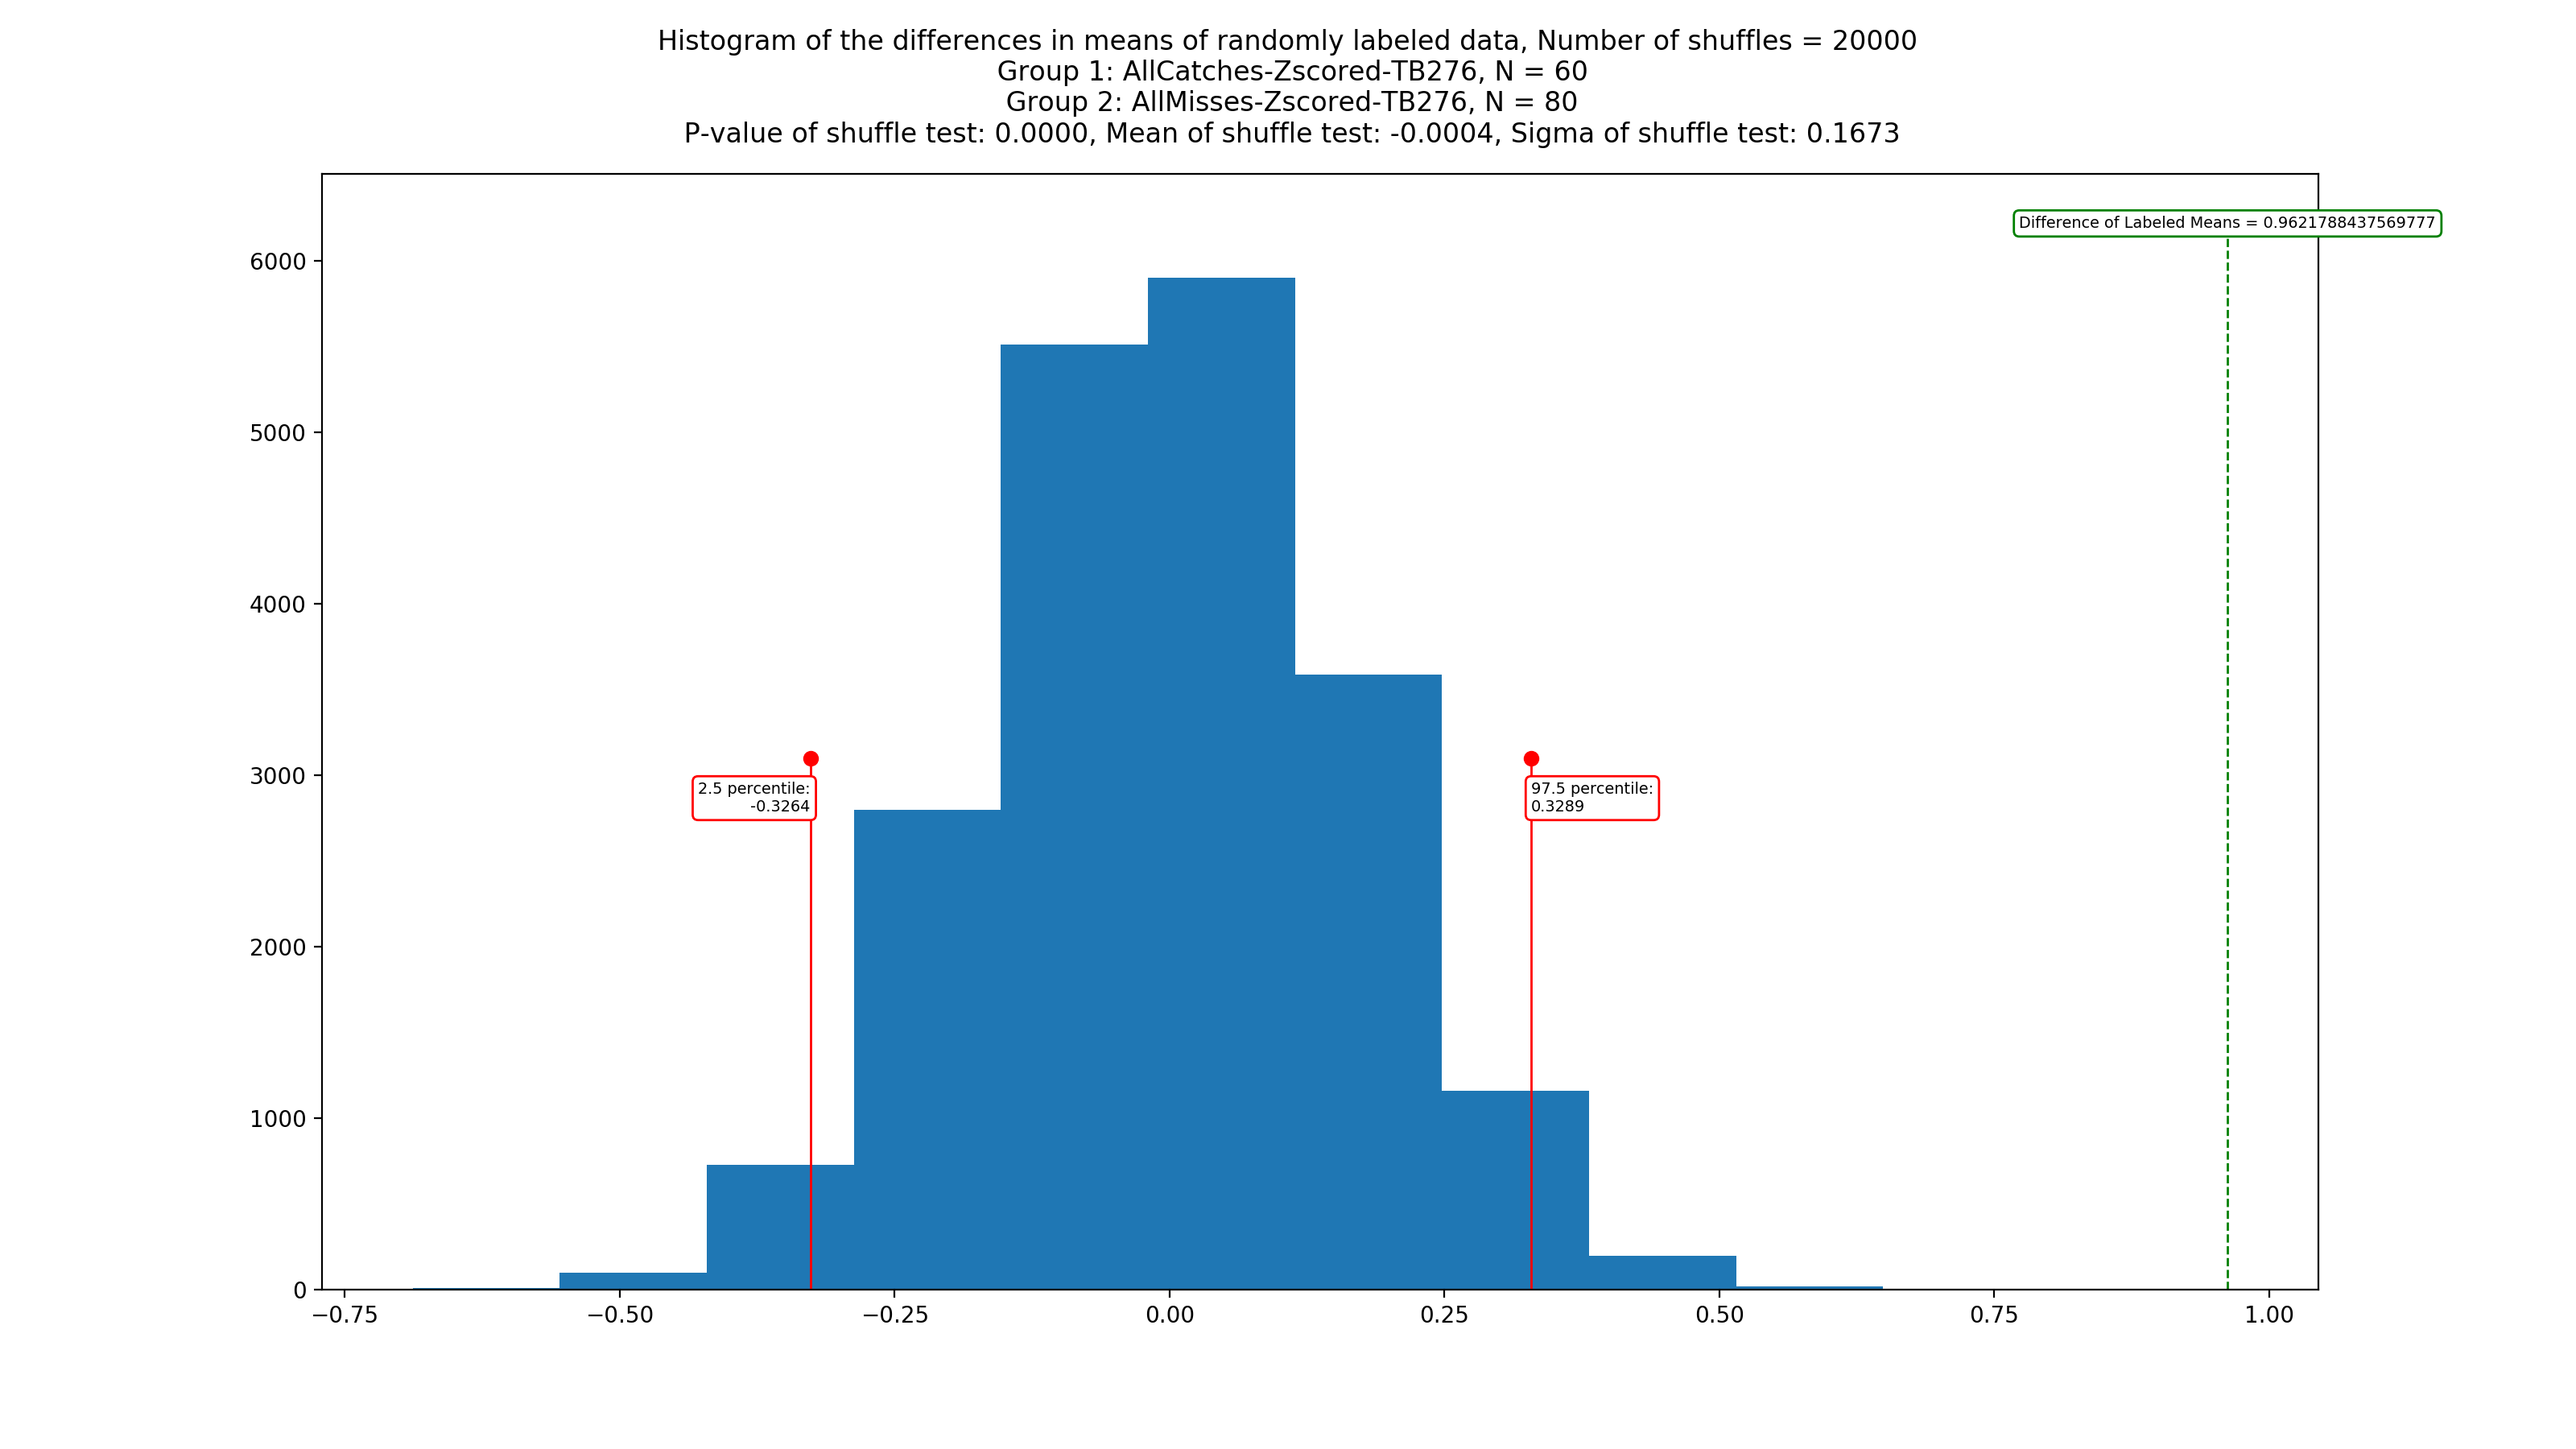 Histogram of the differences in means of randomly labeled data, Number of shuffles = 20000
Group 1: AllCatches-Zscored-TB276, N = 60
Group 2: AllMisses-Zscored-TB276, N = 80
P-value of shuffle test: 0.0000, Mean of shuffle test: -0.0004, Sigma of shuffle test: 0.1673
Difference of Labeled Means = 0.9621788437569777
6000
5000
4000
3000
2.5 percentile:
-0.3264
97.5 percentile:
0.3289
2000
1000
0
−0.75
−0.50
−0.25
0.00
0.25
0.50
0.75
1.00